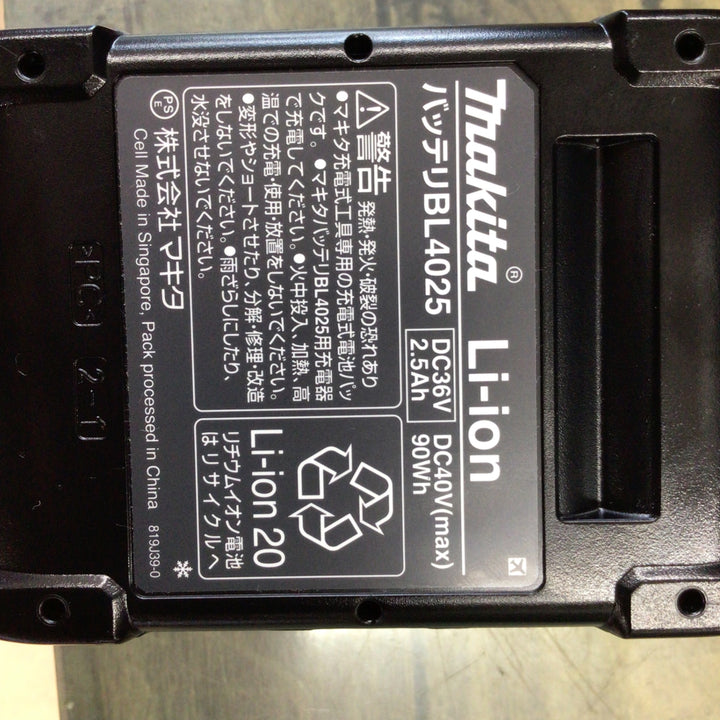 makita® Li-ion
バッテリBL4025 DC36V 2.5Ah DC40V(max) 90Wh
警告 発熱・発火・破裂の恐れあり
●マキタ充電式工具専用の充電式電池パッ
クです。●マキタバッテリBL4025用充電器
で充電してください。●火中投入、加熱、高
温での充電・使用・放置をしないでください。
●変形やショートさせたり、分解・修理・改造
をしないでください。●雨ざらしにしたり、
水没させないでください。
Li-ion 20
リチウムイオン電池
はリサイクルへ
PS
E
株式会社 マキタ
Cell Made in Singapore, Pack processed in China 819J39-0
>PC< 2-1